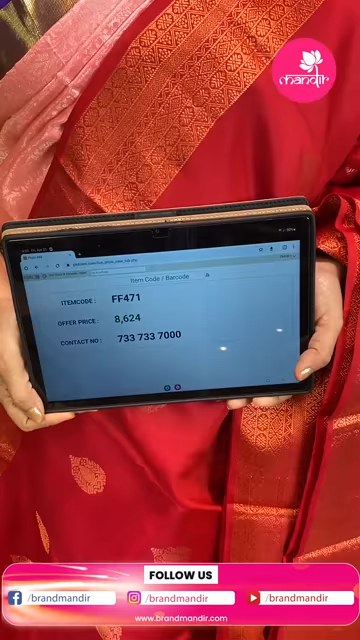 mandir
Item Code / Barcode
ITEMCODE : FF471
OFFER PRICE : 8,624
CONTACT NO : 733 733 7000
FOLLOW US
/brandmandir /brandmandir /brandmandir
www.brandmandir.com